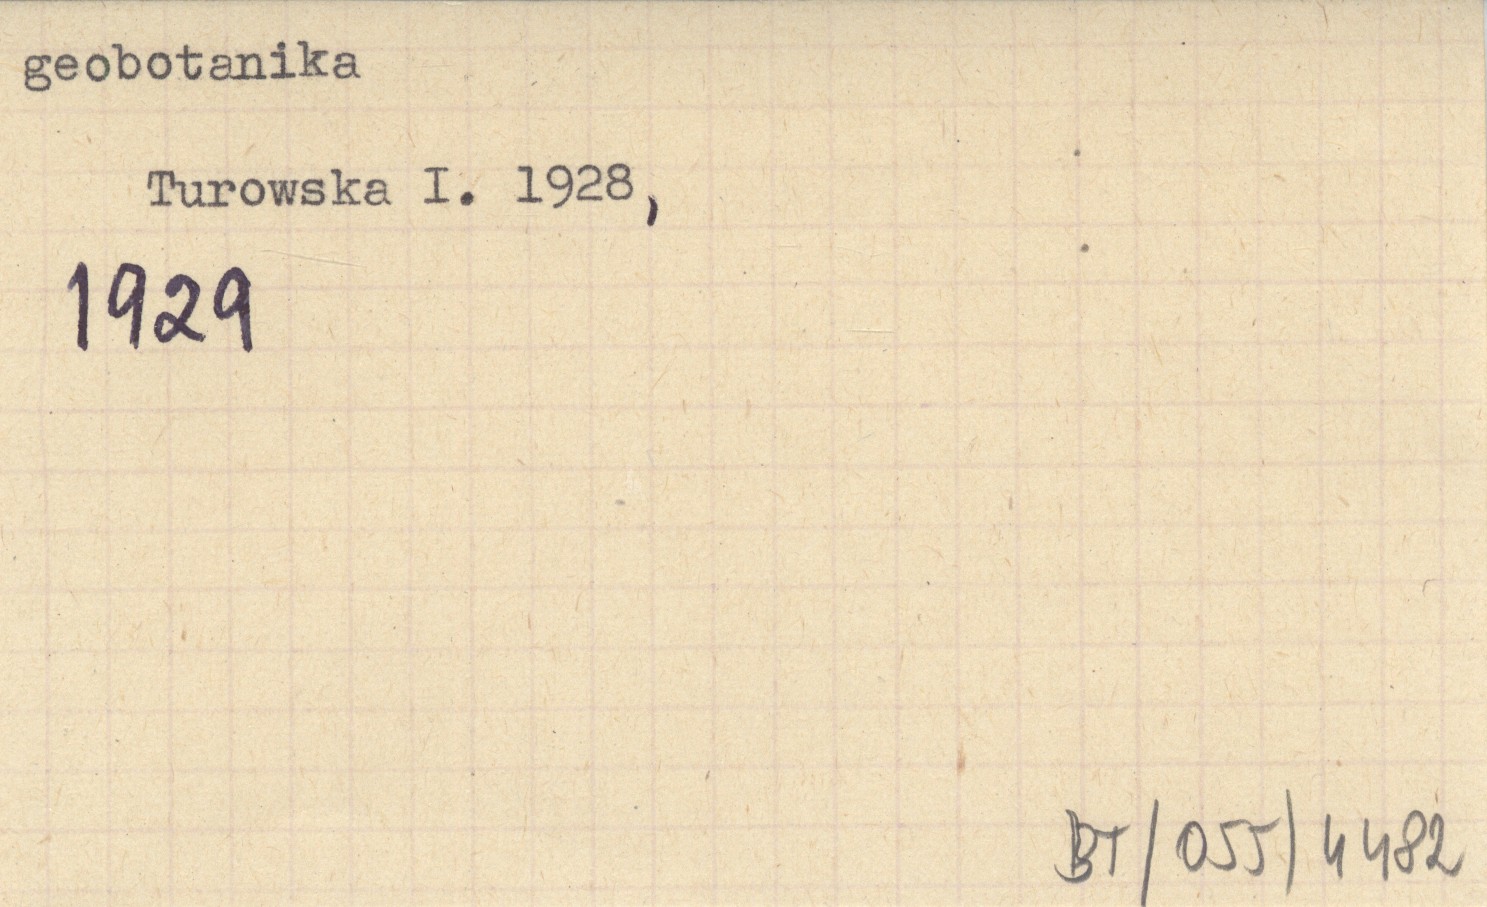 geobotanika
Turowska I. 1928,
1929
BT/055/4482